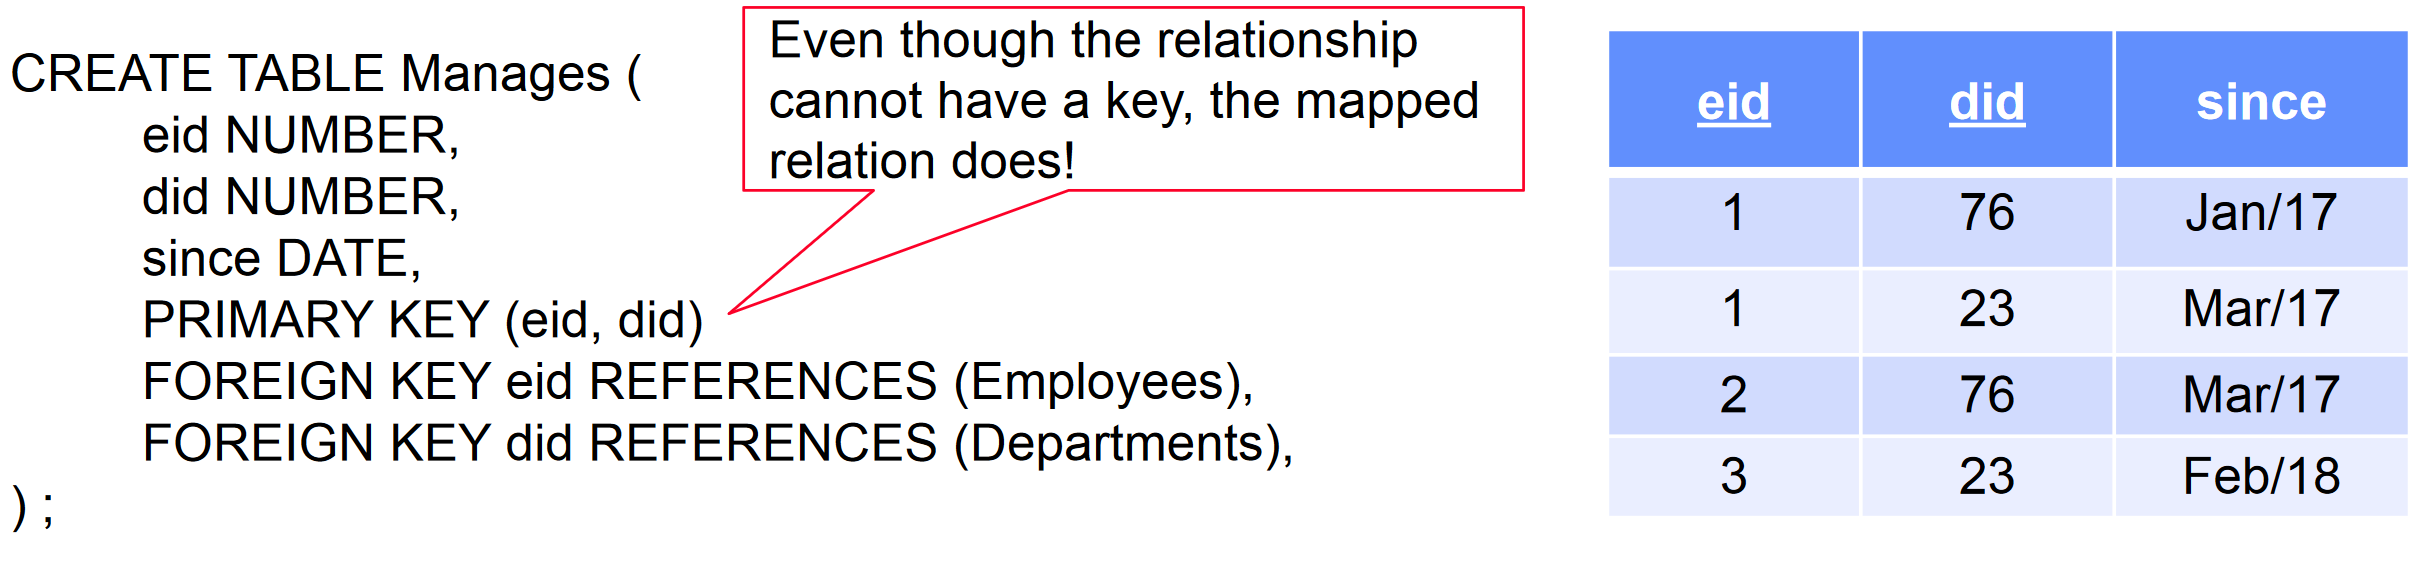 CREATE TABLE Manages (
eid NUMBER,
did NUMBER,
since DATE,
PRIMARY KEY (eid, did)
FOREIGN KEY eid REFERENCES (Employees),
FOREIGN KEY did REFERENCES (Departments),
) ;
Even though the relationship
cannot have a key, the mapped
relation does!
eid did since
1 76 Jan/17
1 23 Mar/17
2 76 Mar/17
3 23 Feb/18